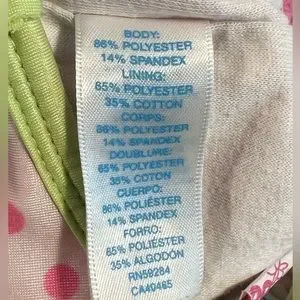 BODY:
86% POLYESTER
14% SPANDEX
LINING:
65% POLYESTER
35% COTTON
CORPS:
86% POLYESTER
14% SPANDEX
DOUBLURE:
65% POLYESTER
35% COTON
CUERPO:
86% POLIÉSTER
14% SPANDEX
FORRO:
65% POLIÉSTER
35% ALGODÓN
RN59284
CA40465